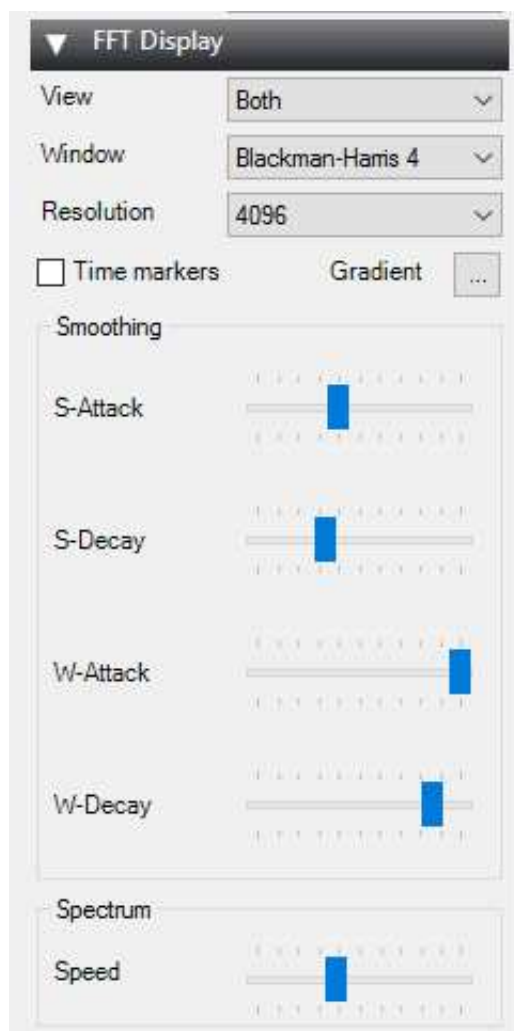 FFT Display
View Both
Window Blackman-Harris 4
Resolution 4096
Time markers Gradient ...
Smoothing
S-Attack
S-Decay
W-Attack
W-Decay
Spectrum
Speed